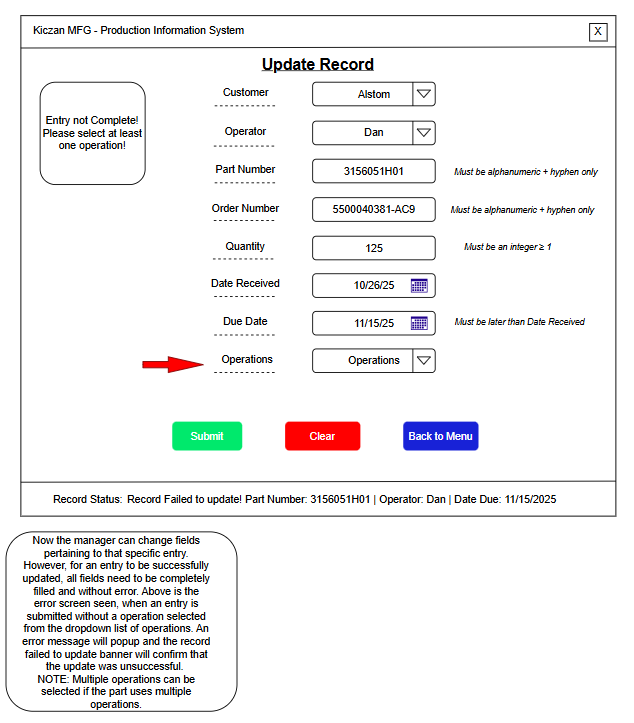 Kiczan MFG - Production Information System
X
Update Record
Customer
Alstom
Entry not Complete!
Please select at least
one operation!
Operator
Dan
Part Number
3156051H01
Must be alphanumeric + hyphen only
Order Number
5500040381-AC9
Must be alphanumeric + hyphen only
Quantity
125
Must be an integer ≥ 1
Date Received
10/26/25
Due Date
11/15/25
Must be later than Date Received
Operations
Operations
Submit
Clear
Back to Menu
Record Status: Record Failed to update! Part Number: 3156051H01 | Operator: Dan | Date Due: 11/15/2025
Now the manager can change fields
pertaining to that specific entry.
However, for an entry to be successfully
updated, all fields need to be completely
filled and without error. Above is the
error screen seen, when an entry is
submitted without a operation selected
from the dropdown list of operations. An
error message will popup and the record
failed to update banner will confirm that
the update was unsuccessful.
NOTE: Multiple operations can be
selected if the part uses multiple
operations.